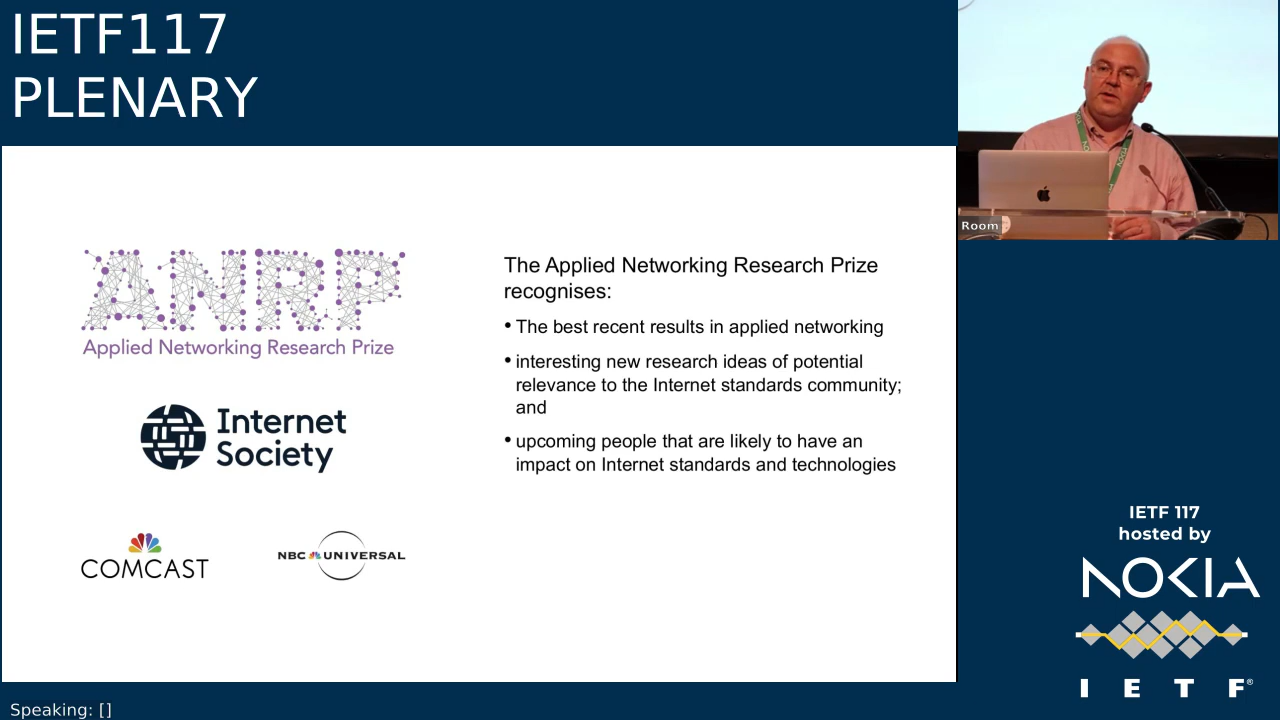 IETF117
PLENARY
ANRP
Applied Networking Research Prize
Internet
Society
COMCAST
NBC UNIVERSAL
The Applied Networking Research Prize
recognises:
• The best recent results in applied networking
• interesting new research ideas of potential
relevance to the Internet standards community;
and
• upcoming people that are likely to have an
impact on Internet standards and technologies
Room
NOKIA
IETF 117
hosted by
NOKIA
I E T F®
Speaking: []